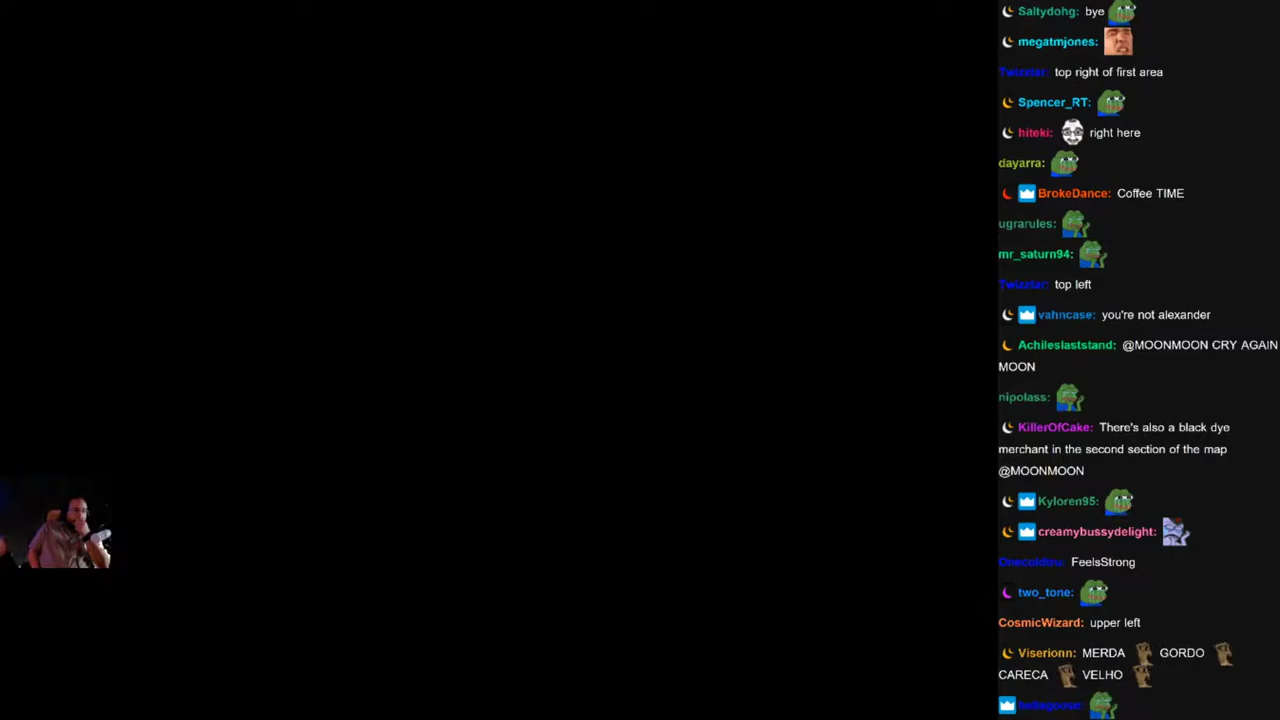 Saltydohg: bye
megatmjones:
Twizztar: top right of first area
Spencer_RT:
hiteki: right here
dayarra:
BrokeDance: Coffee TIME
ugrarules:
mr_saturn94:
Twizztar: top left
vahncase: you're not alexander
Achileslaststand: @MOONMOON CRY AGAIN
MOON
nipolass:
KillerOfCake: There's also a black dye
merchant in the second section of the map
@MOONMOON
Kyloren95:
creamybussydelight:
FeelsStrong
two_tone:
CosmicWizard: upper left
Viserionn: MERDA GORDO
CARECA VELHO